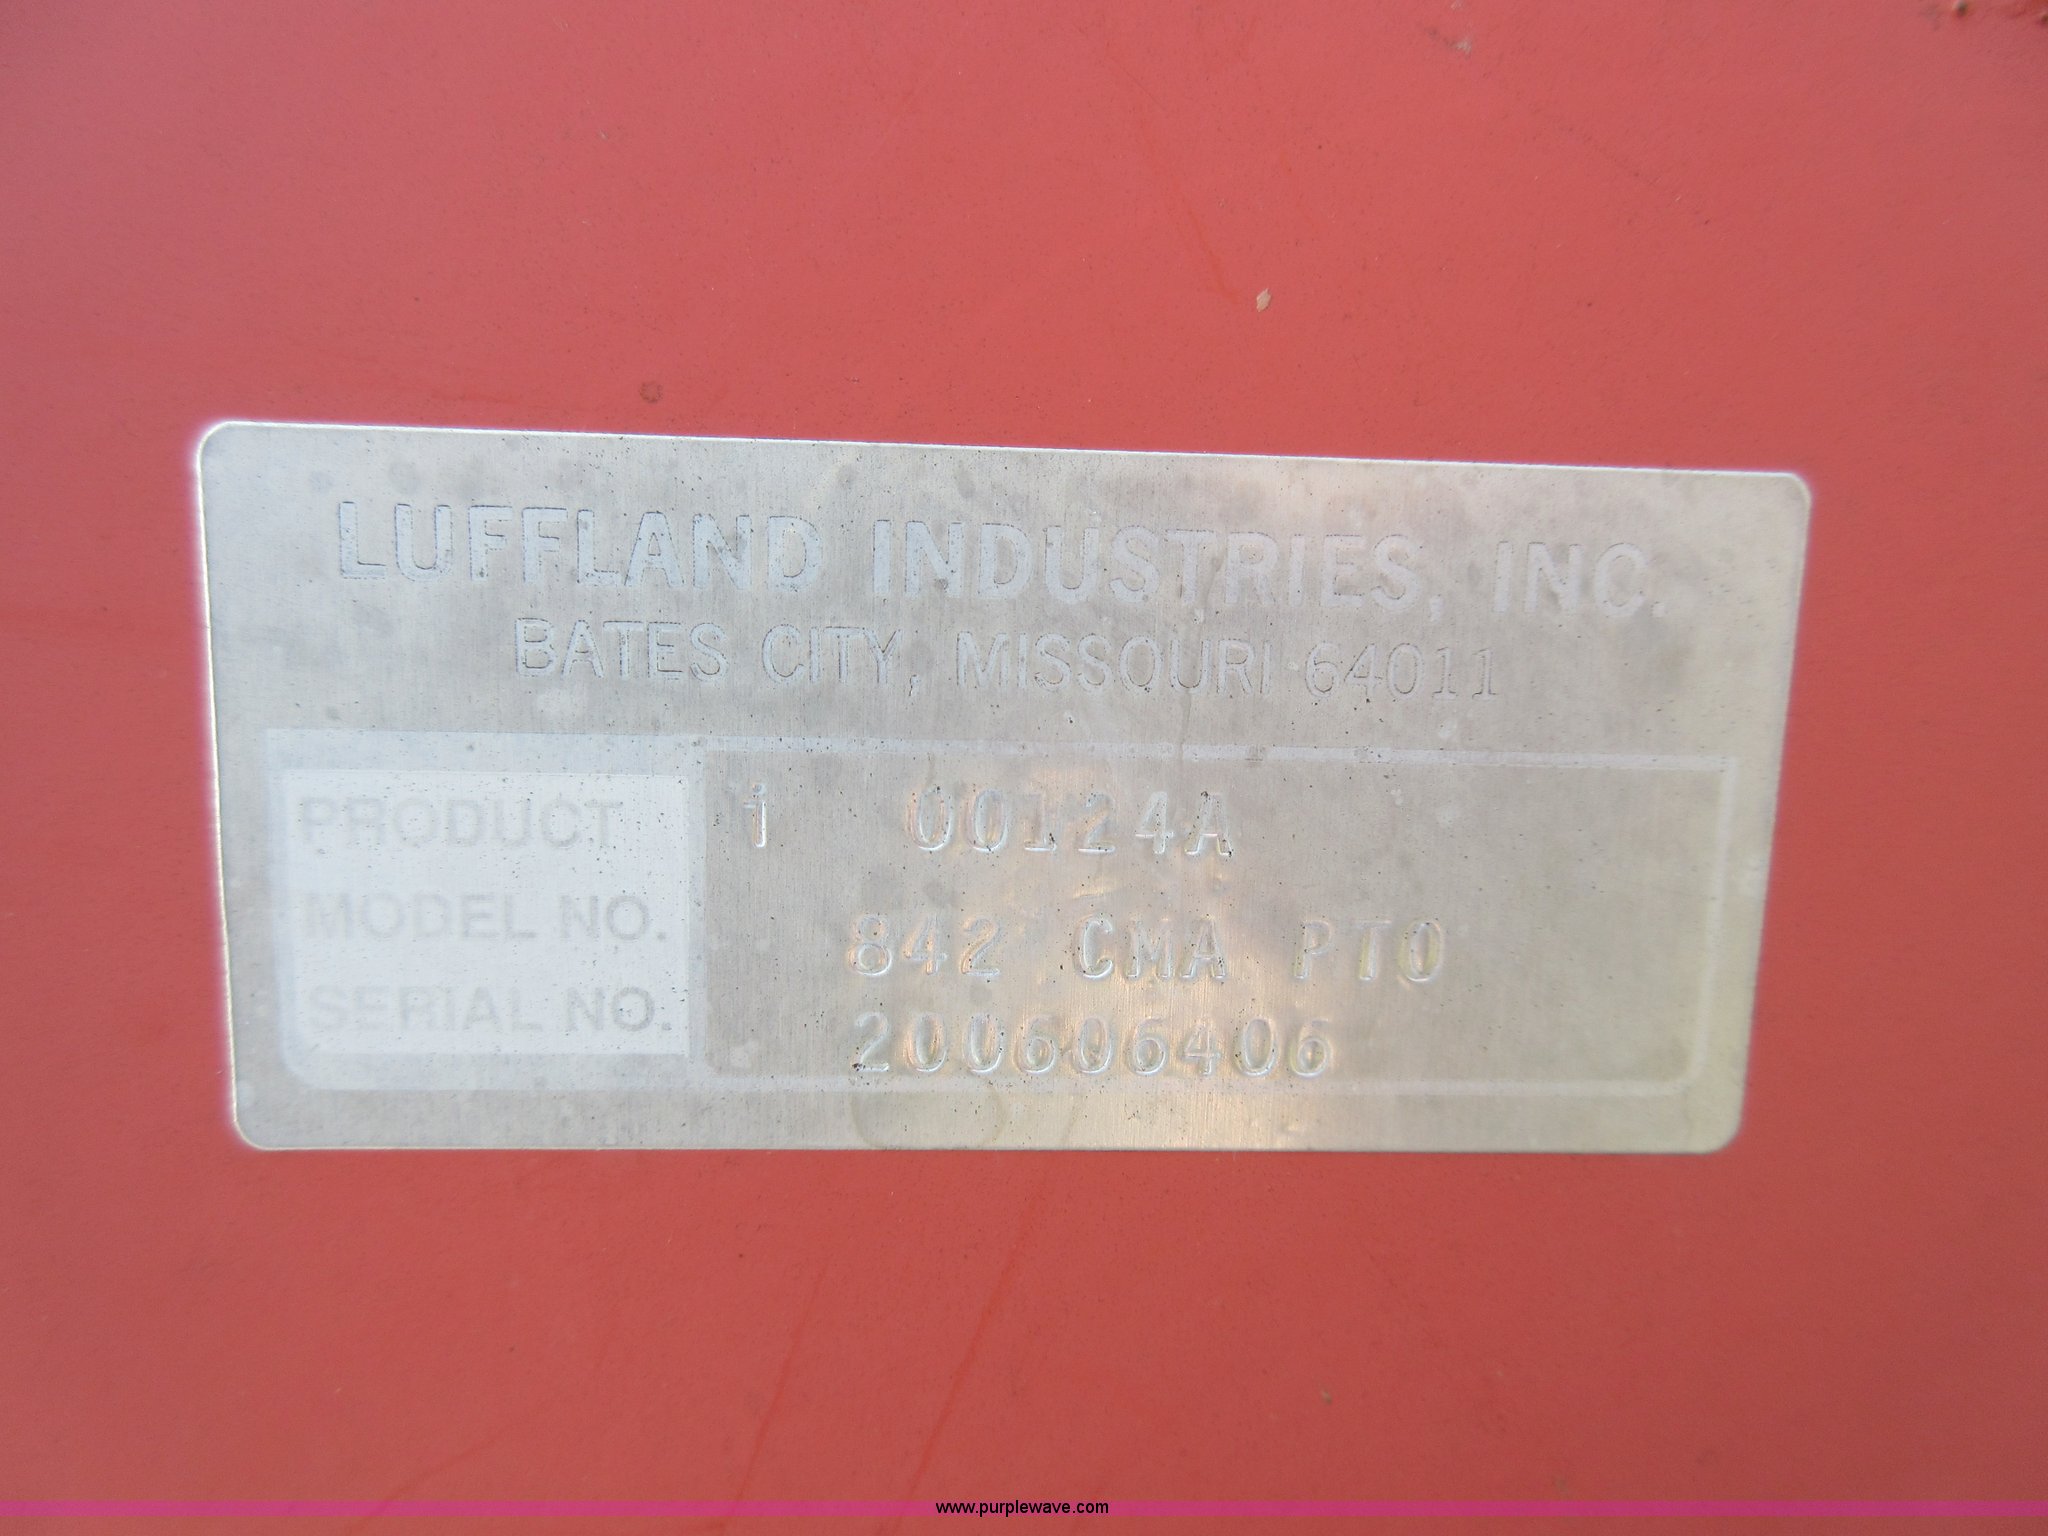 LUFFLAND INDUSTRIES, INC.
BATES CITY, MISSOURI 64011
PRODUCT 1 00124A
MODEL NO. 842 CMA PTO
SERIAL NO. 200606406
www.purplewave.com